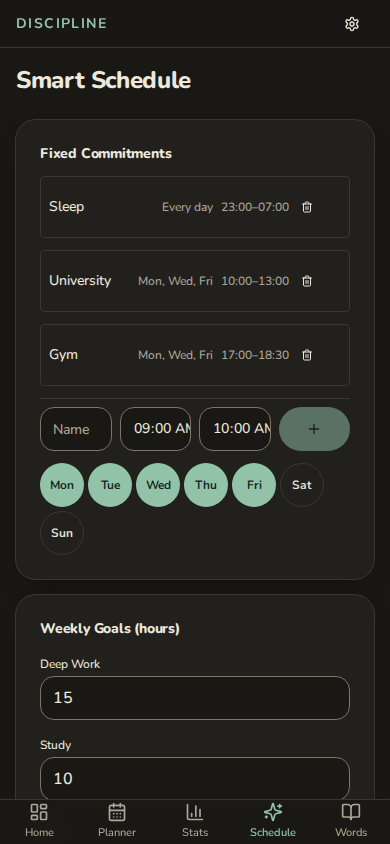 DISCIPLINE
Smart Schedule
Fixed Commitments
Sleep Every day 23:00–07:00
University Mon, Wed, Fri 10:00–13:00
Gym Mon, Wed, Fri 17:00–18:30
Name 09:00 AM 10:00 AM +
Mon Tue Wed Thu Fri Sat
Sun
Weekly Goals (hours)
Deep Work
15
Study
10
Home Planner Stats Schedule Words